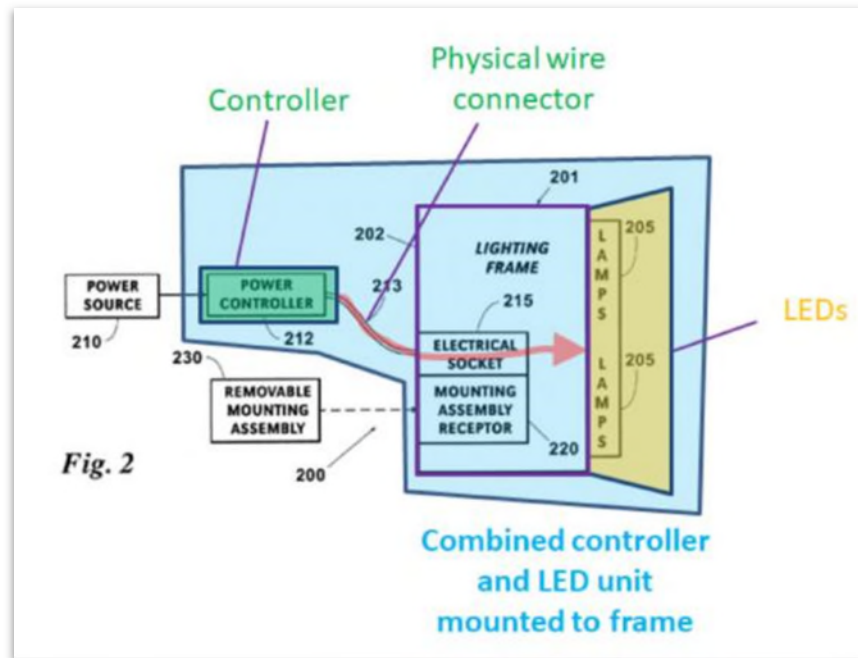 Physical wire
connector
Controller
201
202
LIGHTING
FRAME
205
LAMPS
POWER
SOURCE
210
POWER
CONTROLLER
212
213
215
ELECTRICAL
SOCKET
LEDs
230
REMOVABLE
MOUNTING
ASSEMBLY
MOUNTING
ASSEMBLY
RECEPTOR
220
205
LAMPS
200
Fig. 2
Combined controller
and LED unit
mounted to frame